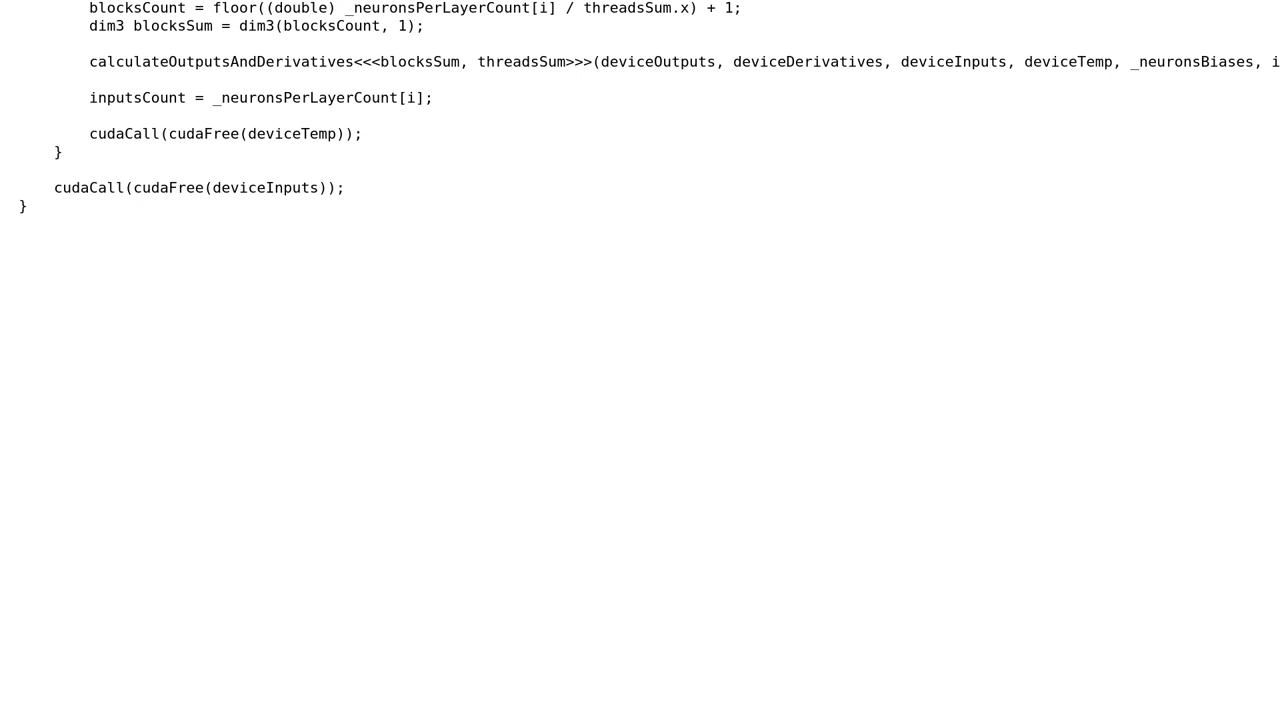 blocksCount = floor((double) _neuronsPerLayerCount[i] / threadsSum.x) + 1;
dim3 blocksSum = dim3(blocksCount, 1);
calculateOutputsAndDerivatives<<<blocksSum, threadsSum>>>(deviceOutputs, deviceDerivatives, deviceInputs, deviceTemp, _neuronsBiases, i
inputsCount = _neuronsPerLayerCount[i];
cudaCall(cudaFree(deviceTemp));
}
cudaCall(cudaFree(deviceInputs));
}